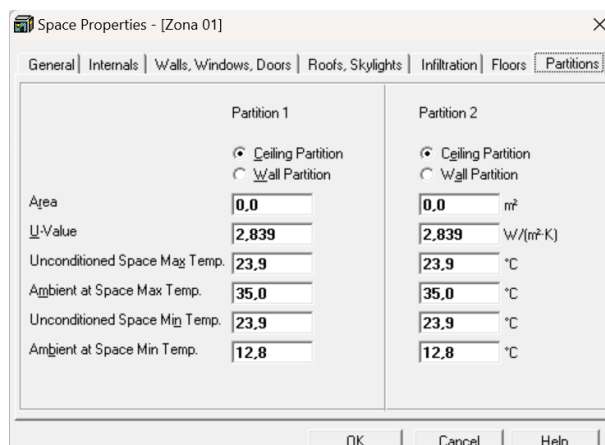 Space Properties - [Zona 01]
General Internals Walls, Windows, Doors Roofs, Skylights Infiltration Floors Partitions
Partition 1 Partition 2
Ceiling Partition Ceiling Partition
Wall Partition Wall Partition
Area 0,0 0,0 m²
U-Value 2,839 2,839 W/(m²·K)
Unconditioned Space Max Temp. 23,9 23,9 °C
Ambient at Space Max Temp. 35,0 35,0 °C
Unconditioned Space Min Temp. 23,9 23,9 °C
Ambient at Space Min Temp. 12,8 12,8 °C
OK Cancel Help